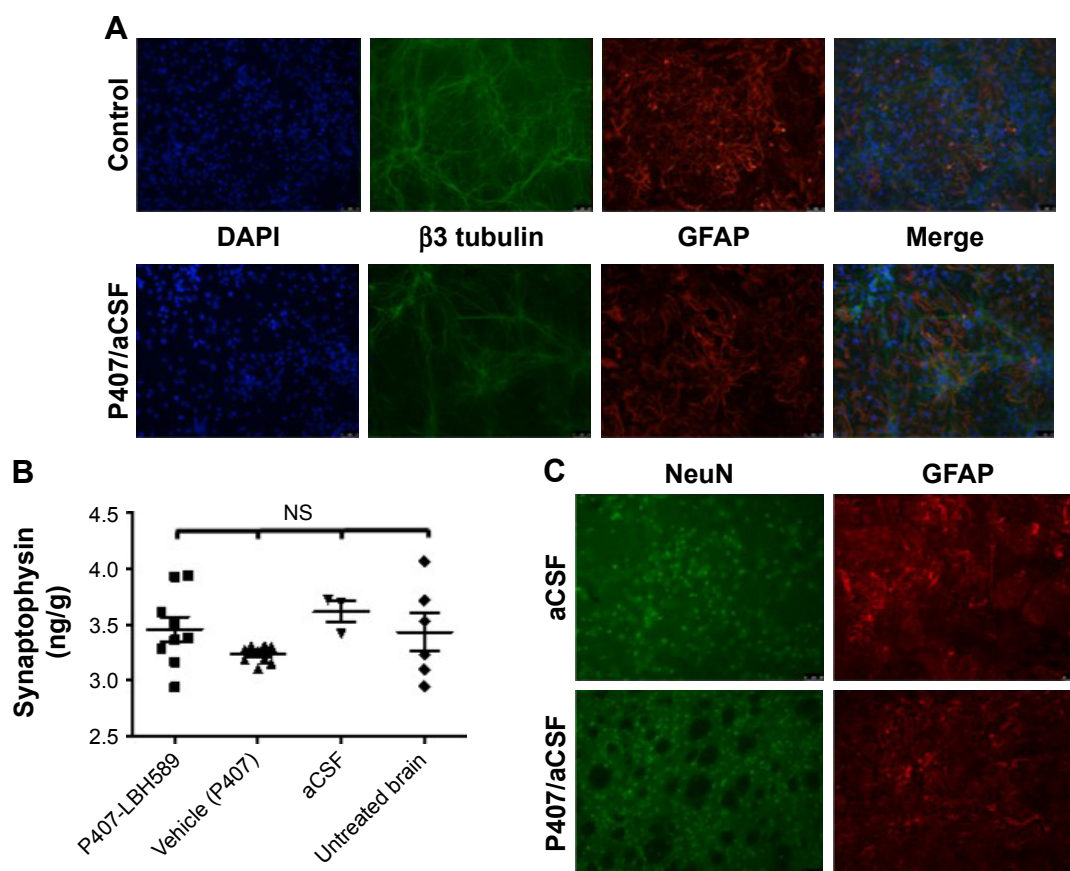 A
Control
DAPI
β3 tubulin
GFAP
Merge
P407/aCSF
B
Synaptophysin
(ng/g)
4.5
4.0
3.5
3.0
2.5
NS
P407-LBH589
Vehicle (P407)
aCSF
Untreated brain
C
NeuN
GFAP
aCSF
P407/aCSF